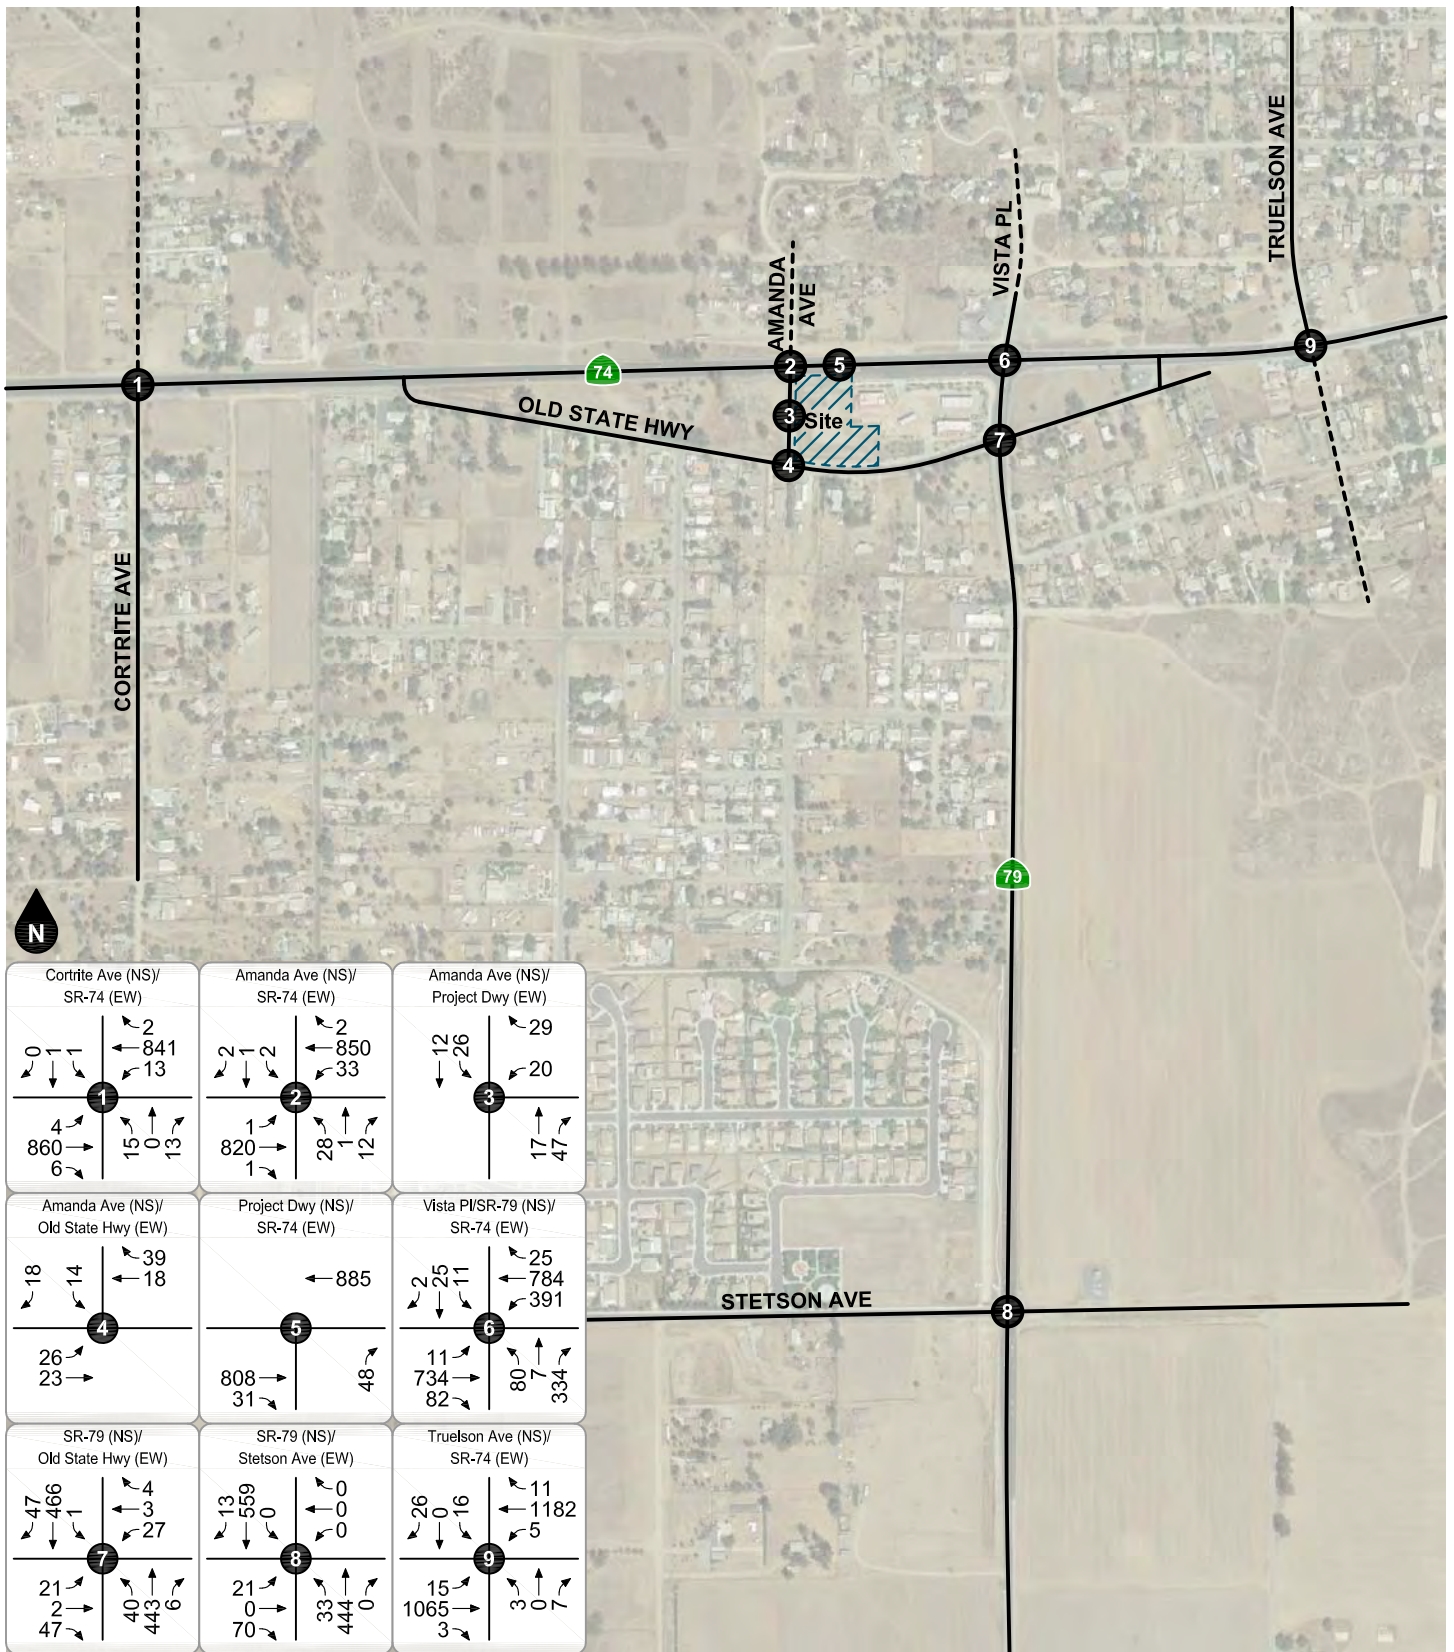 TRUELSON AVE
VISTA PL
AMANDA
AVE
1
74
2
5
6
9
3
Site
OLD STATE HWY
4
7
CORTRITE AVE
79
N
STETSON AVE
8
Cortrite Ave (NS)/
SR-74 (EW)
0 1 1
2
841
13
1
4
860
6
15 0 13
Amanda Ave (NS)/
SR-74 (EW)
2 1 2
2
850
33
2
1
820
1
28 1 12
Amanda Ave (NS)/
Project Dwy (EW)
12 26
29
20
3
17 47
Amanda Ave (NS)/
Old State Hwy (EW)
18 14
39
18
4
26
23
Project Dwy (NS)/
SR-74 (EW)
885
5
808
31
48
Vista Pl/SR-79 (NS)/
SR-74 (EW)
2 25 11
25
784
391
6
11
734
82
80 7 334
SR-79 (NS)/
Old State Hwy (EW)
47 466 1
4
3
27
7
21
2
47
40 443 6
SR-79 (NS)/
Stetson Ave (EW)
13 559 0
0
0
0
8
21
0
70
33 444 0
Truelson Ave (NS)/
SR-74 (EW)
26 0 16
11
1182
5
9
15
1065
3
3 0 7